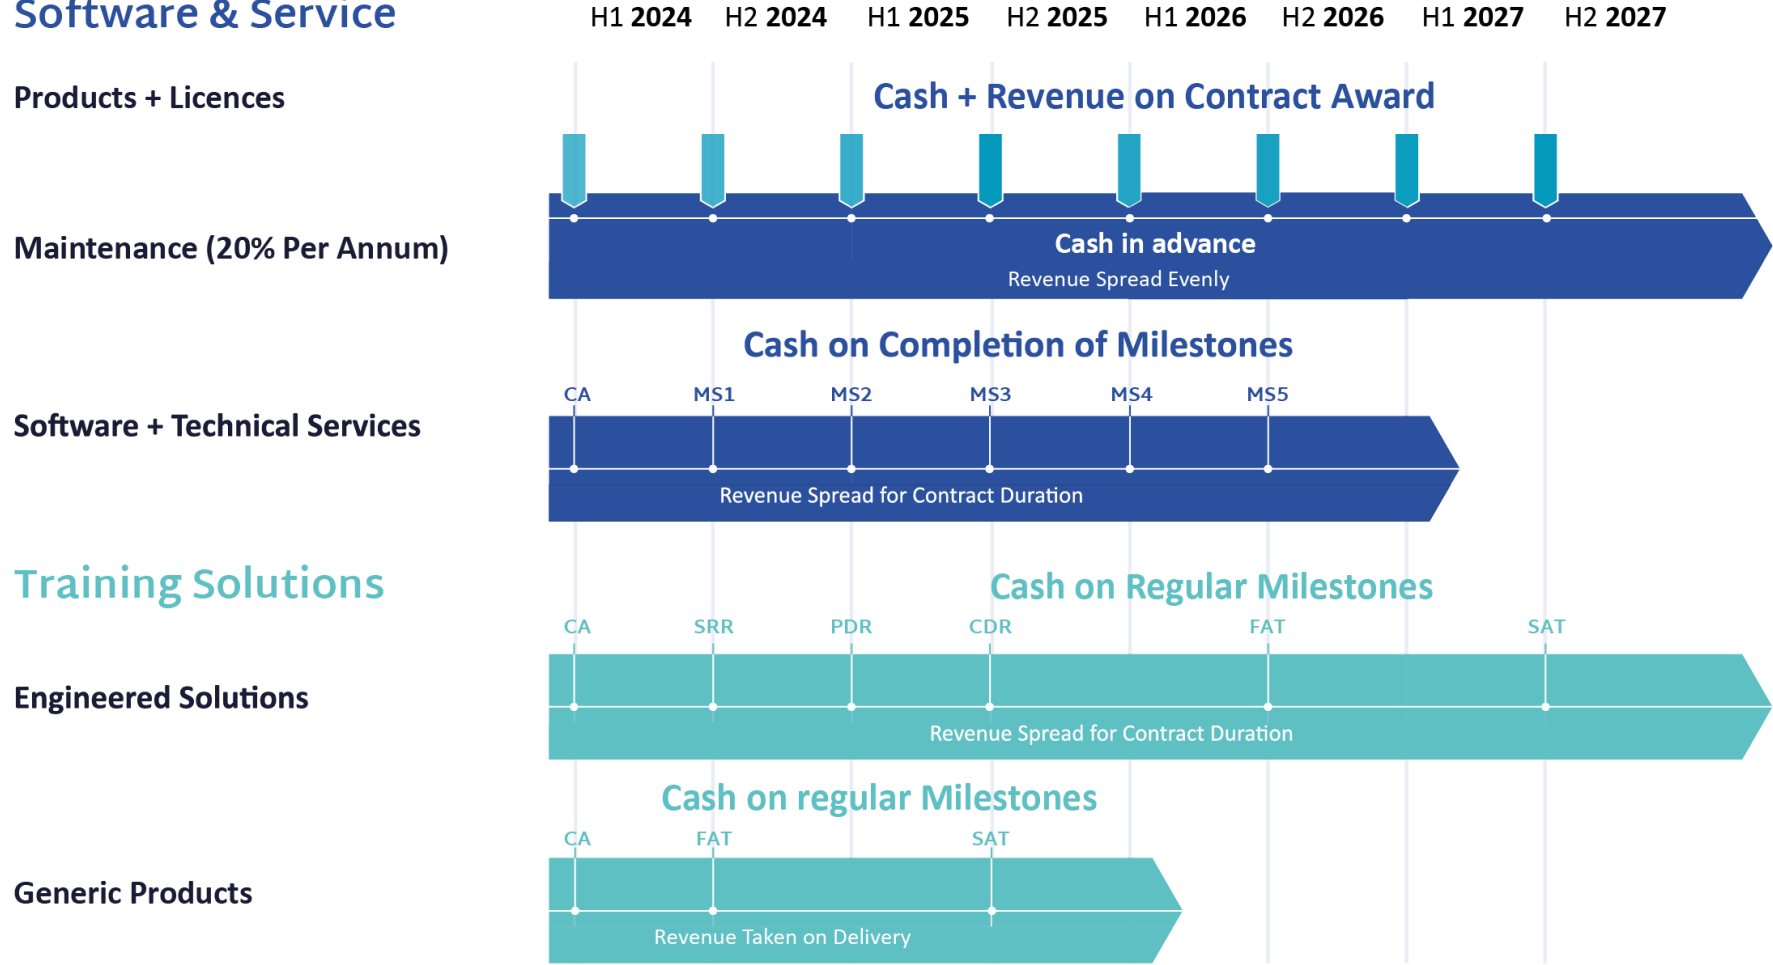 Software & Service
H1 2024 H2 2024 H1 2025 H2 2025 H1 2026 H2 2026 H1 2027 H2 2027
Products + Licences
Cash + Revenue on Contract Award
Maintenance (20% Per Annum)
Cash in advance
Revenue Spread Evenly
Cash on Completion of Milestones
CA MS1 MS2 MS3 MS4 MS5
Software + Technical Services
Revenue Spread for Contract Duration
Training Solutions
Cash on Regular Milestones
CA SRR PDR CDR FAT SAT
Engineered Solutions
Revenue Spread for Contract Duration
Cash on regular Milestones
CA FAT SAT
Generic Products
Revenue Taken on Delivery